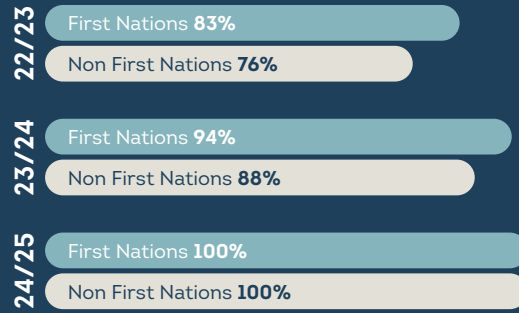 22/23
First Nations 83%
Non First Nations 76%
23/24
First Nations 94%
Non First Nations 88%
24/25
First Nations 100%
Non First Nations 100%